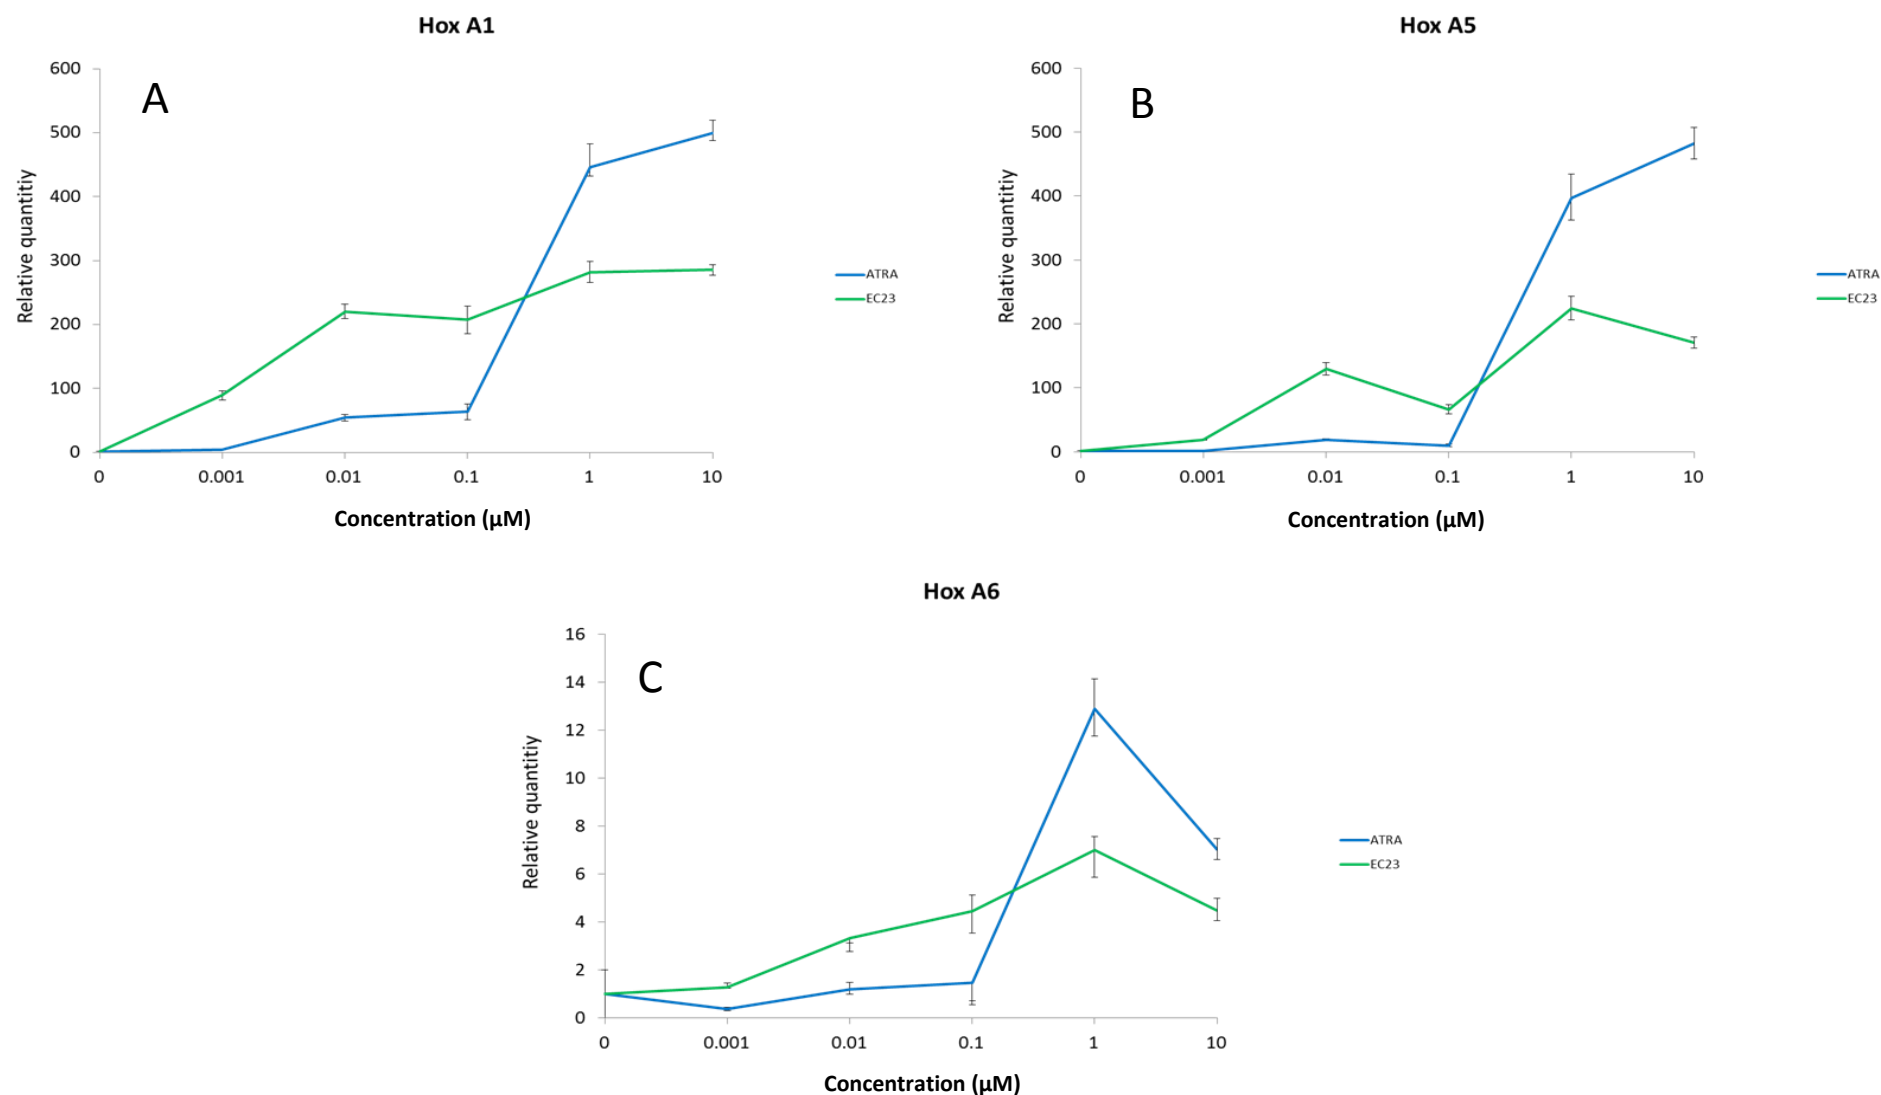 Hox A1
A
600
500
400
300
200
100
0
Relative quantitiy
0 0.001 0.01 0.1 1 10
Concentration (µM)
ATRA
EC23
Hox A5
B
600
500
400
300
200
100
0
Relative quantitiy
0 0.001 0.01 0.1 1 10
Concentration (µM)
ATRA
EC23
Hox A6
C
16
14
12
10
8
6
4
2
0
Relative quantitiy
0 0.001 0.01 0.1 1 10
Concentration (µM)
ATRA
EC23